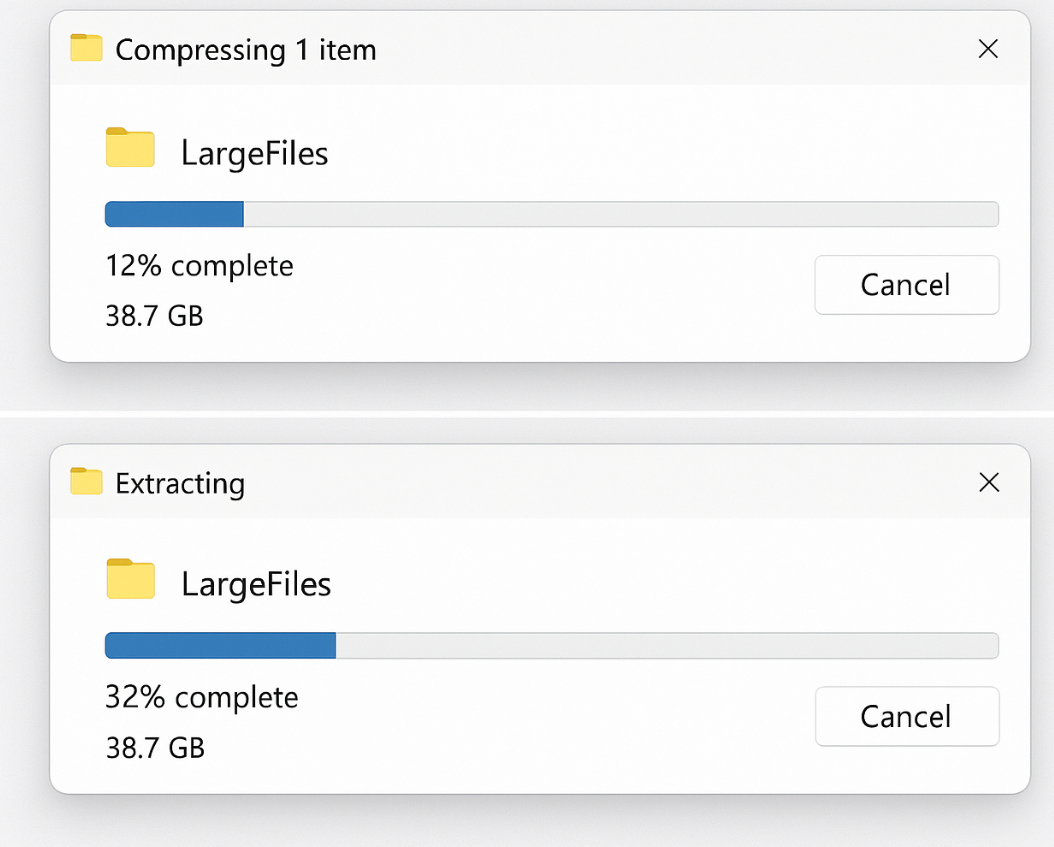 Compressing 1 item
LargeFiles
12% complete
38.7 GB
Cancel
Extracting
LargeFiles
32% complete
38.7 GB
Cancel